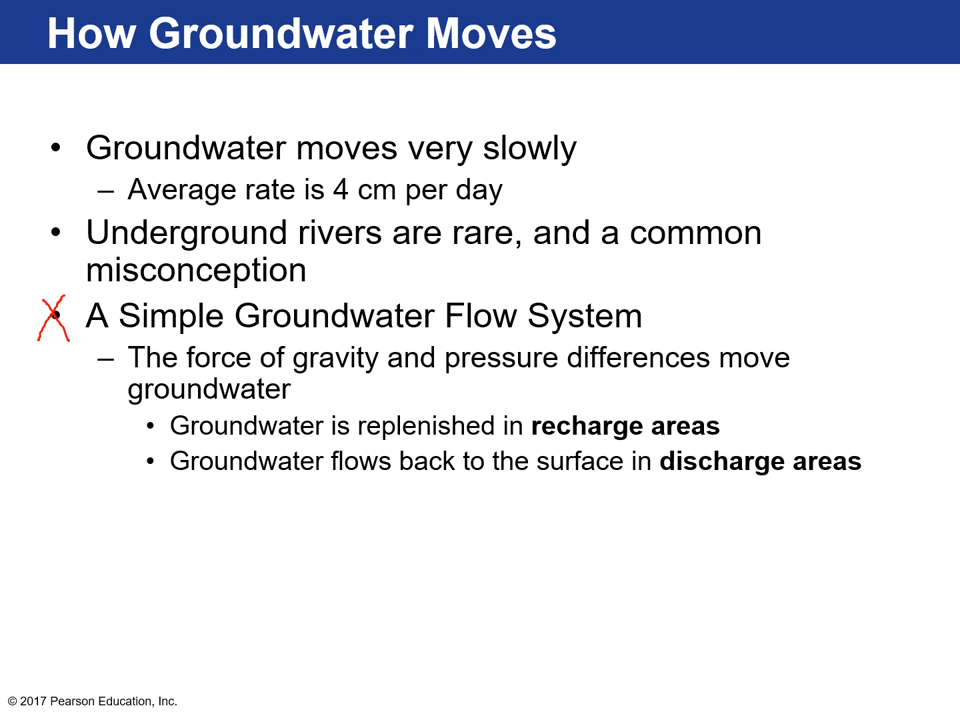 How Groundwater Moves
• Groundwater moves very slowly
– Average rate is 4 cm per day
• Underground rivers are rare, and a common
misconception
• A Simple Groundwater Flow System
– The force of gravity and pressure differences move
groundwater
• Groundwater is replenished in recharge areas
• Groundwater flows back to the surface in discharge areas
© 2017 Pearson Education, Inc.